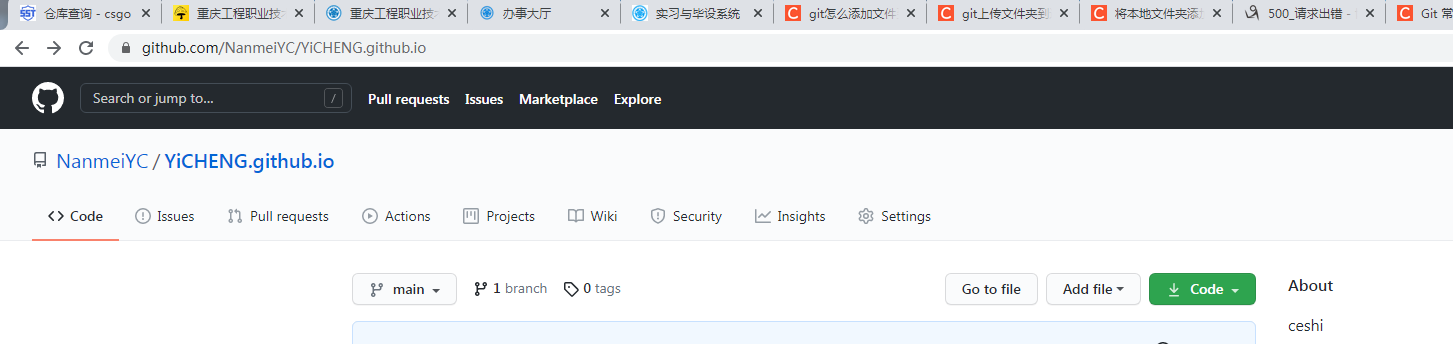 仓库查询 - csgo
重庆工程职业技术
重庆工程职业技术
办事大厅
实习与毕设系统
git怎么添加文件
git上传文件夹到
将本地文件夹添加
500_请求出错 -
Git 常
github.com/NanmeiYC/YiCHENG.github.io
Search or jump to...
/
Pull requests
Issues
Marketplace
Explore
NanmeiYC / YiCHENG.github.io
Code
Issues
Pull requests
Actions
Projects
Wiki
Security
Insights
Settings
main
1 branch
0 tags
Go to file
Add file
Code
About
ceshi